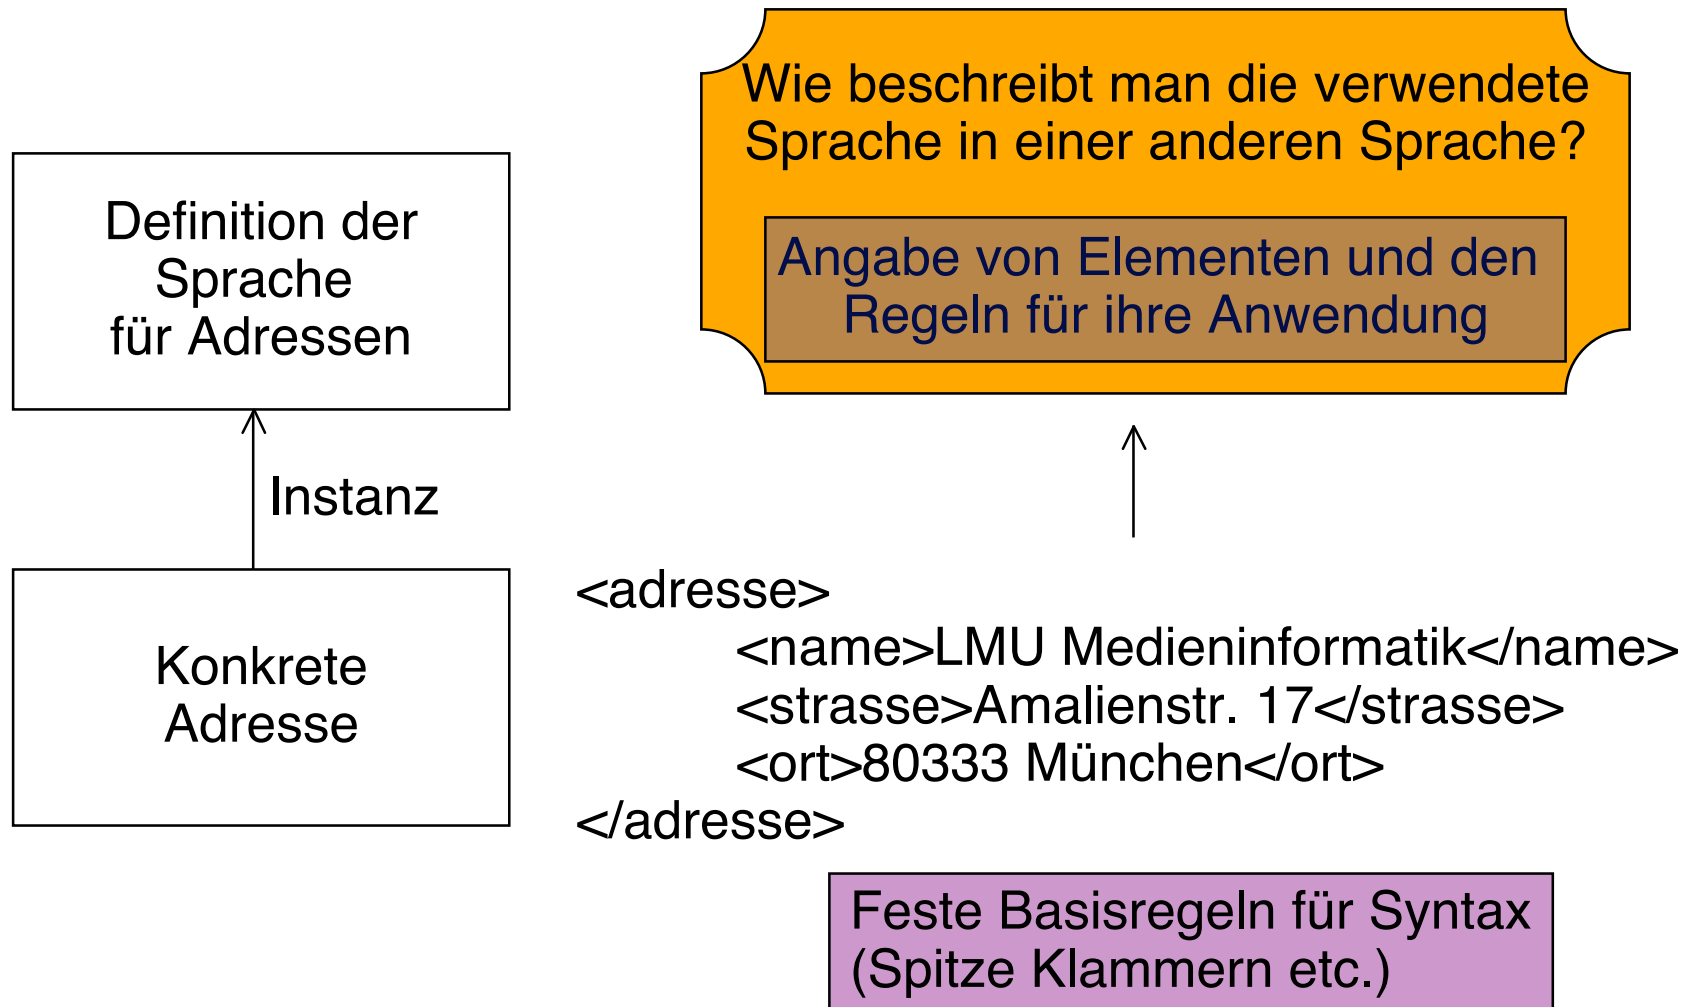 Wie beschreibt man die verwendete
Sprache in einer anderen Sprache?
Angabe von Elementen und den
Regeln für ihre Anwendung
Definition der
Sprache
für Adressen
Instanz
Konkrete
Adresse
<adresse>
<name>LMU Medieninformatik</name>
<strasse>Amalienstr. 17</strasse>
<ort>80333 München</ort>
</adresse>
Feste Basisregeln für Syntax
(Spitze Klammern etc.)